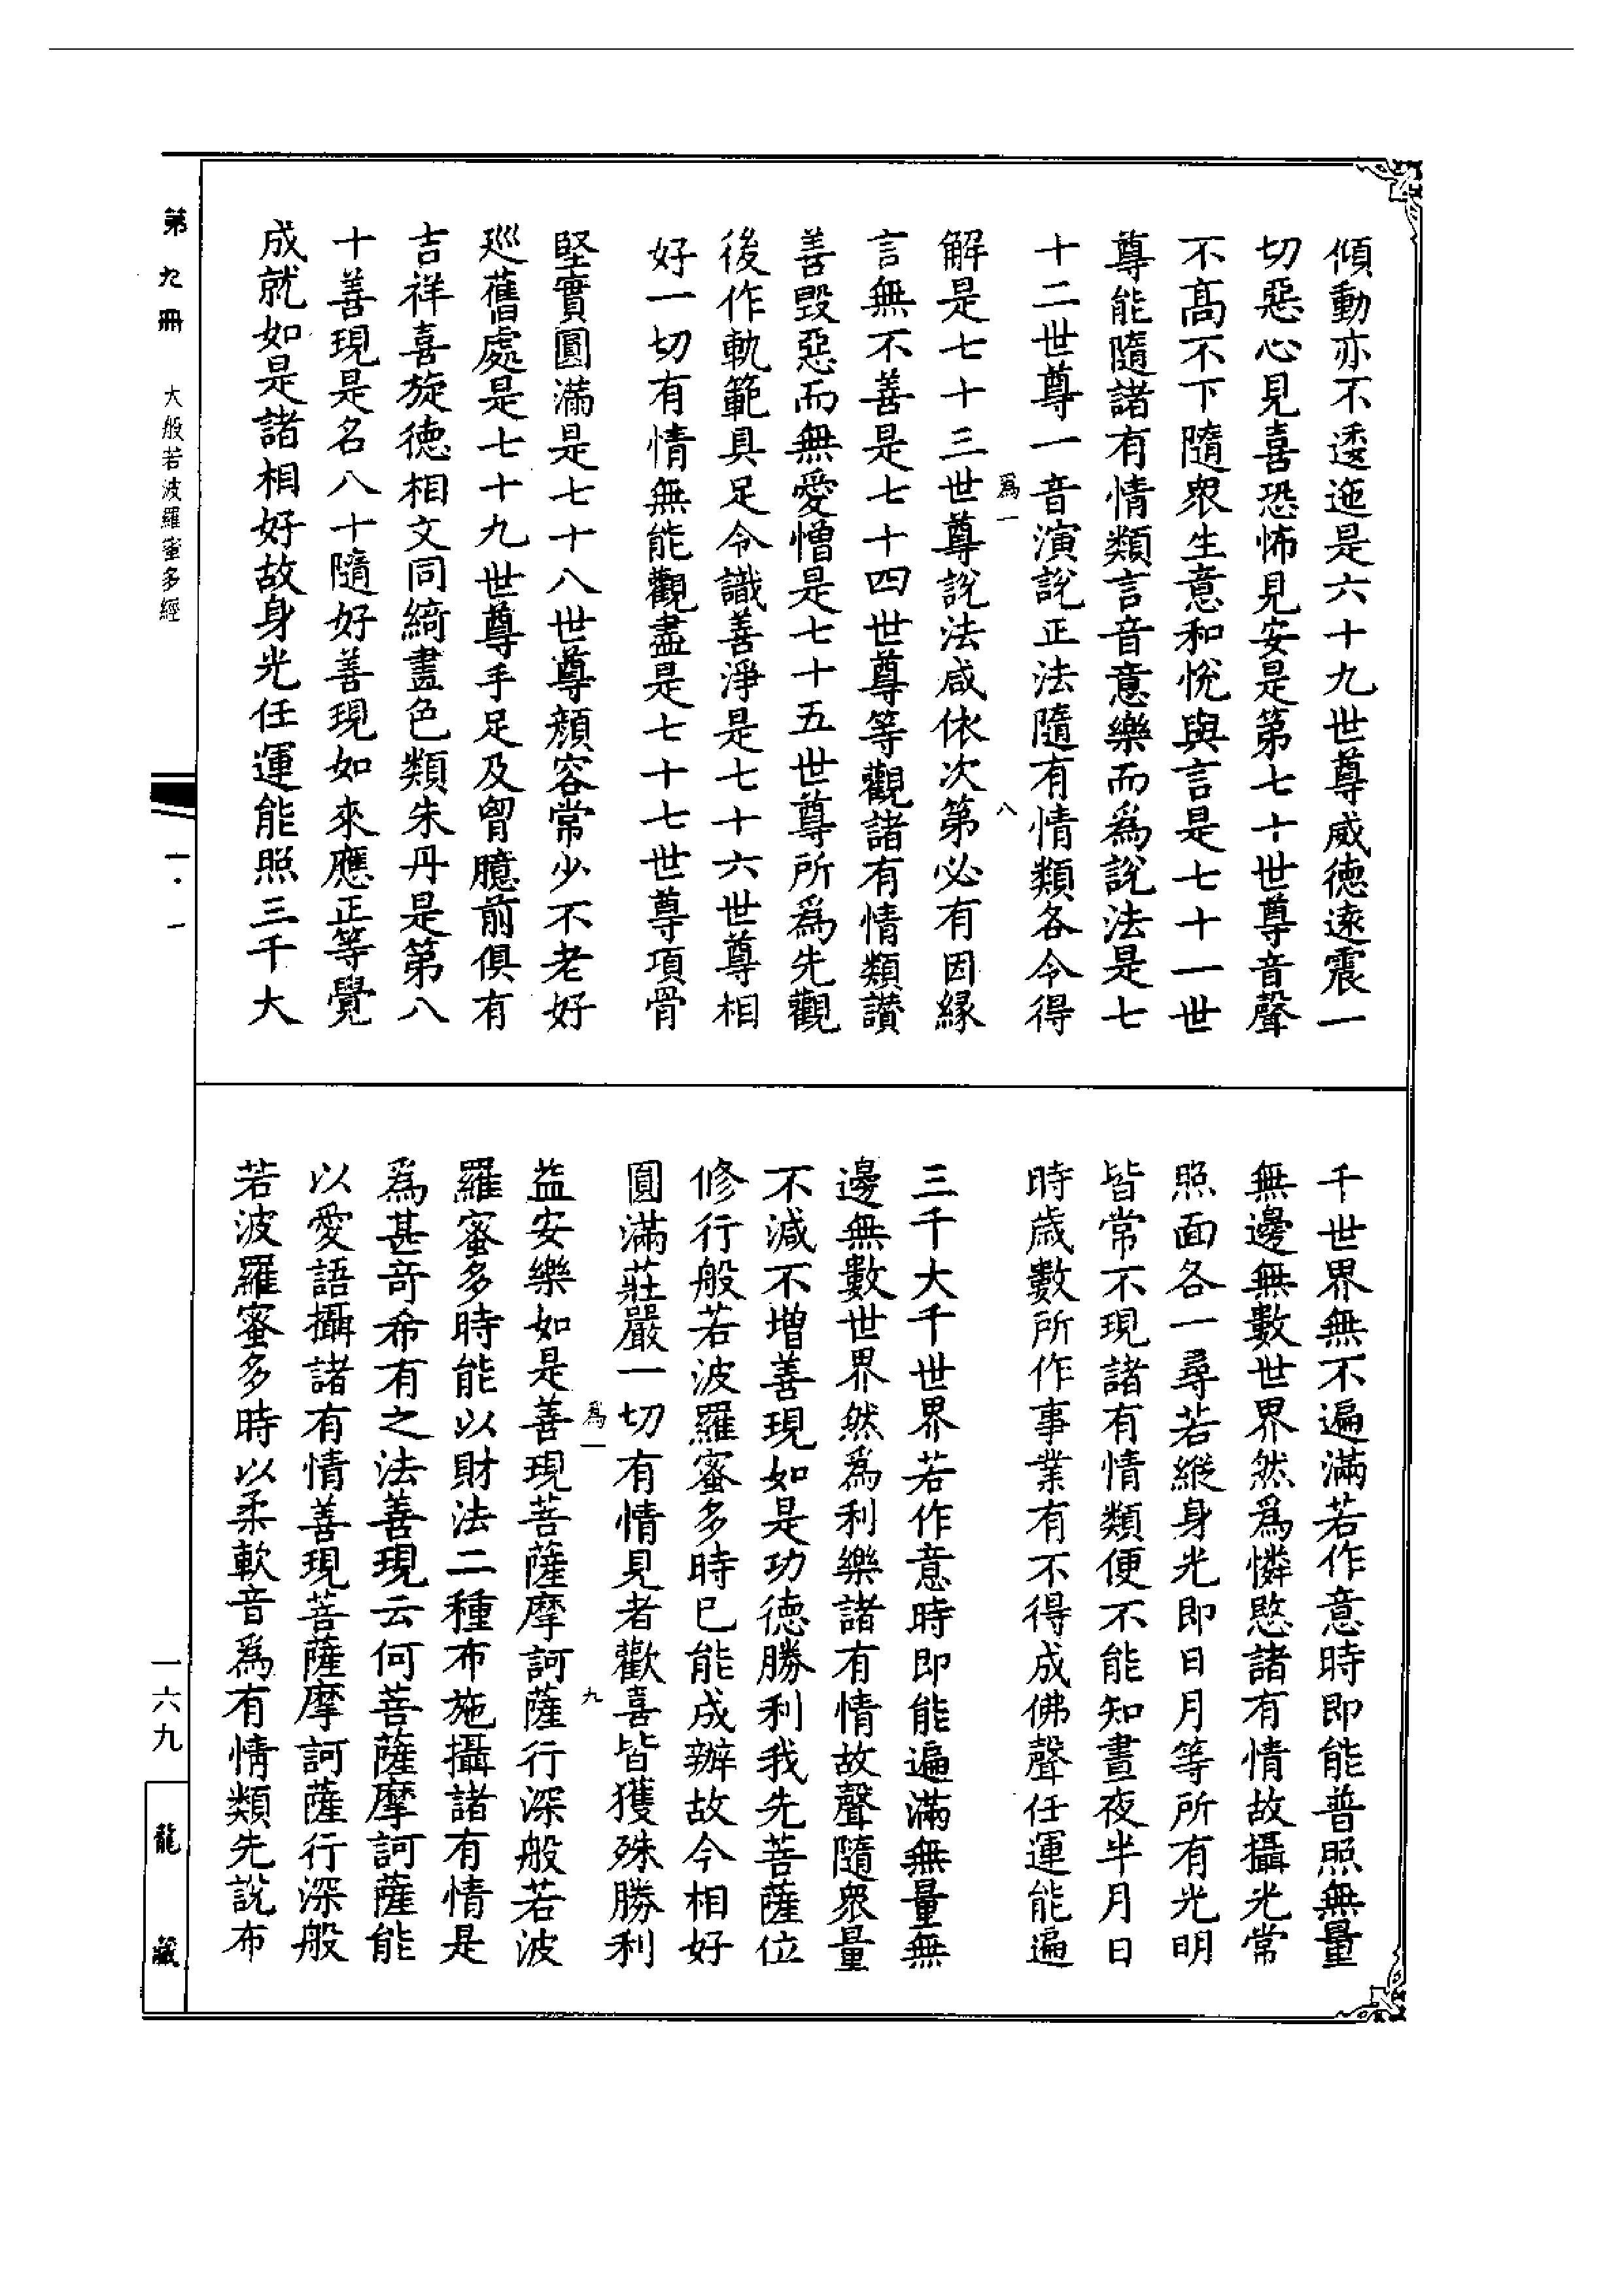 傾動亦不逶迤是六十九世尊威德遠震一
切惡心見喜恐怖見安是第七十世尊音聲
不高不下隨眾生意和悅與言是七十一世
尊能隨諸有情類言音意樂而為說法是七
十二世尊一音演說正法隨有情類各令得
爲一 八
解是七十三世尊說法咸依次第必有因緣
言無不善是七十四世尊等觀諸有情類讚
善毀惡而無愛憎是七十五世尊所爲先觀
後作軌範具足令識善淨是七十六世尊相
好一切有情無能觀盡是七十七世尊項骨
堅實圓滿是七十八世尊顏容常少不老好
巡舊處是七十九世尊手足及胷臆前俱有
吉祥喜旋德相文同綺畫色類朱丹是第八
十善現是名八十隨好善現如來應正等覺
成就如是諸相好故身光任運能照三千大
千世界無不遍滿若作意時即能普照無量
無邊無數世界然爲憐愍諸有情故攝光常
照面各一尋若縱身光即日月等所有光明
皆常不現諸有情類便不能知晝夜半月日
時歲數所作事業有不得成佛聲任運能遍
三千大千世界若作意時即能遍滿無量無
邊無數世界然爲利樂諸有情故聲隨衆量
不減不增善現如是功德勝利我先菩薩位
修行般若波羅蜜多時已能成辦故今相好
圓滿莊嚴一切有情見者歡喜皆獲殊勝利
爲一 九
益安樂如是善現菩薩摩訶薩行深般若波
羅蜜多時能以財法二種布施攝諸有情是
爲甚奇希有之法善現云何菩薩摩訶薩能
以愛語攝諸有情善現菩薩摩訶薩行深般
若波羅蜜多時以柔軟音爲有情類先說布
第九冊 大般若波羅蜜多經 一·一 一六九 龍藏